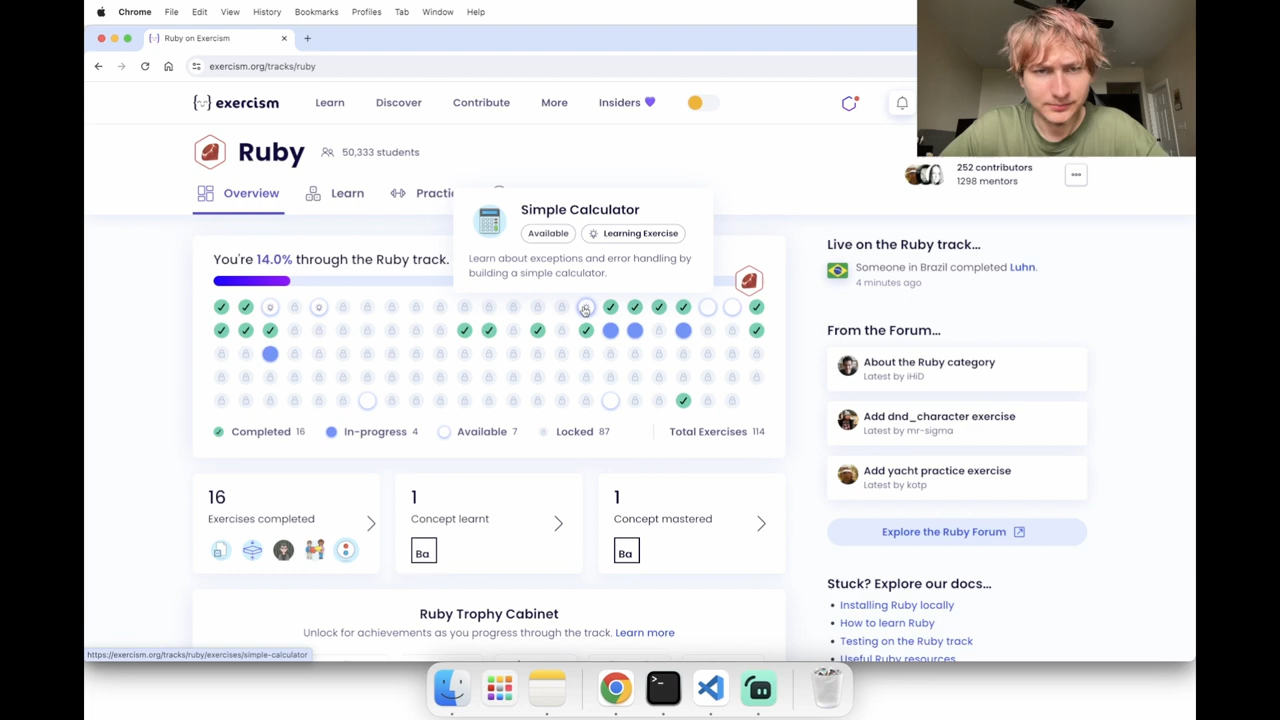 Chrome File Edit View History Bookmarks Profiles Tab Window Help
Ruby on Exercism
exercism.org/tracks/ruby
exercism Learn Discover Contribute More Insiders
Ruby 50,333 students
252 contributors
1298 mentors
Overview Learn
Simple Calculator
Available Learning Exercise
Learn about exceptions and error handling by
building a simple calculator.
You're 14.0% through the Ruby track.
Completed 16 In-progress 4 Available 7 Locked 87 Total Exercises 114
16
Exercises completed
1
Concept learnt
Ba
1
Concept mastered
Ba
Ruby Trophy Cabinet
Unlock for achievements as you progress through the track. Learn more
Live on the Ruby track...
Someone in Brazil completed Luhn.
4 minutes ago
From the Forum...
About the Ruby category
Latest by iHiD
Add dnd_character exercise
Latest by mr-sigma
Add yacht practice exercise
Latest by kotp
Explore the Ruby Forum
Stuck? Explore our docs...
Installing Ruby locally
How to learn Ruby
Testing on the Ruby track
Useful Ruby resources
https://exercism.org/tracks/ruby/exercises/simple-calculator